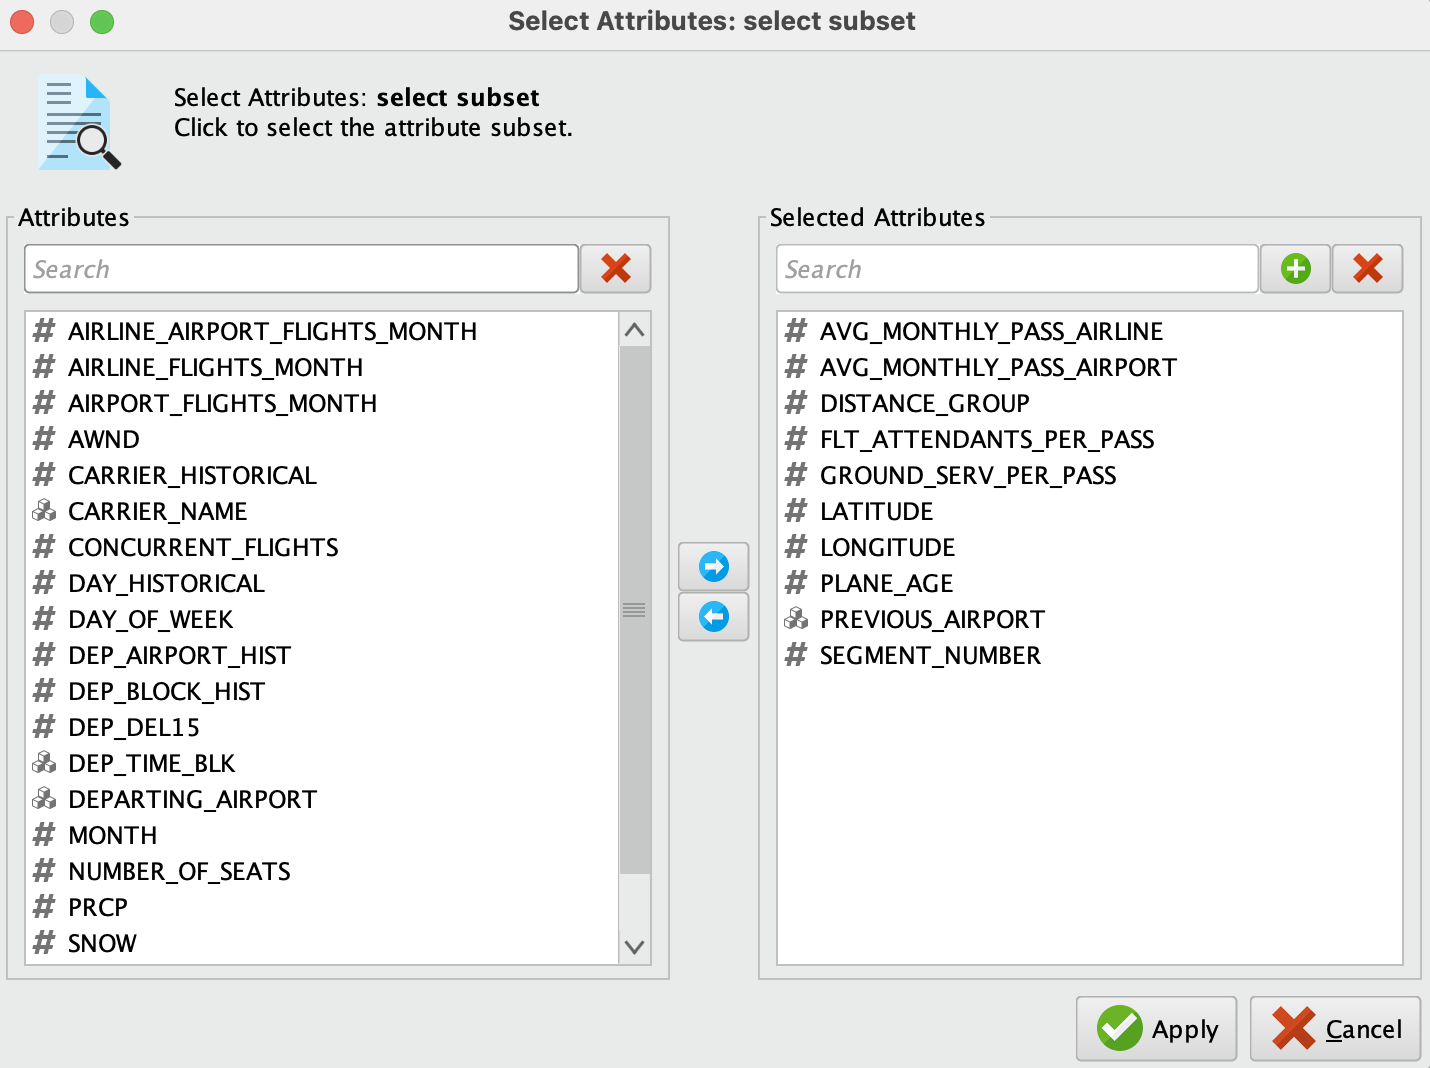 Select Attributes: select subset
Select Attributes: select subset
Click to select the attribute subset.
Attributes
Search
AIRLINE_AIRPORT_FLIGHTS_MONTH
AIRLINE_FLIGHTS_MONTH
AIRPORT_FLIGHTS_MONTH
AWND
CARRIER_HISTORICAL
CARRIER_NAME
CONCURRENT_FLIGHTS
DAY_HISTORICAL
DAY_OF_WEEK
DEP_AIRPORT_HIST
DEP_BLOCK_HIST
DEP_DEL15
DEP_TIME_BLK
DEPARTING_AIRPORT
MONTH
NUMBER_OF_SEATS
PRCP
SNOW
Selected Attributes
Search
AVG_MONTHLY_PASS_AIRLINE
AVG_MONTHLY_PASS_AIRPORT
DISTANCE_GROUP
FLT_ATTENDANTS_PER_PASS
GROUND_SERV_PER_PASS
LATITUDE
LONGITUDE
PLANE_AGE
PREVIOUS_AIRPORT
SEGMENT_NUMBER
Apply
Cancel